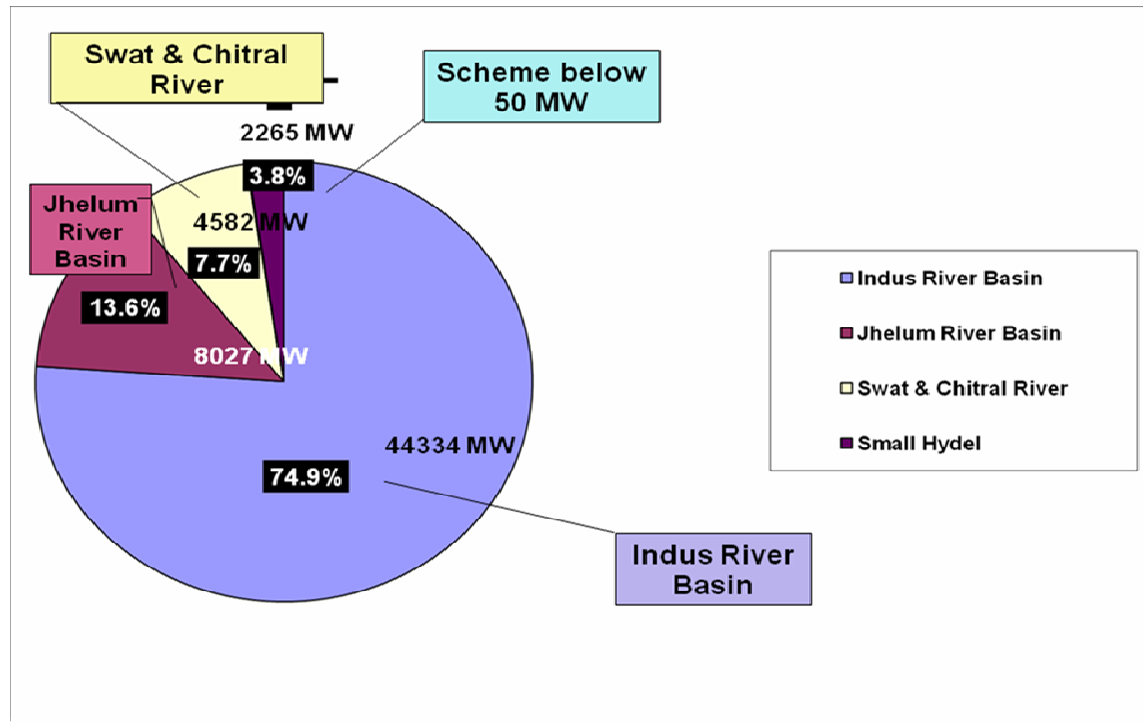 Swat & Chitral
River
Scheme below
50 MW
2265 MW
3.8%
Jhelum
River
Basin
4582 MW
7.7%
13.6%
8027 MW
44334 MW
74.9%
Indus River
Basin
Indus River Basin
Jhelum River Basin
Swat & Chitral River
Small Hydel